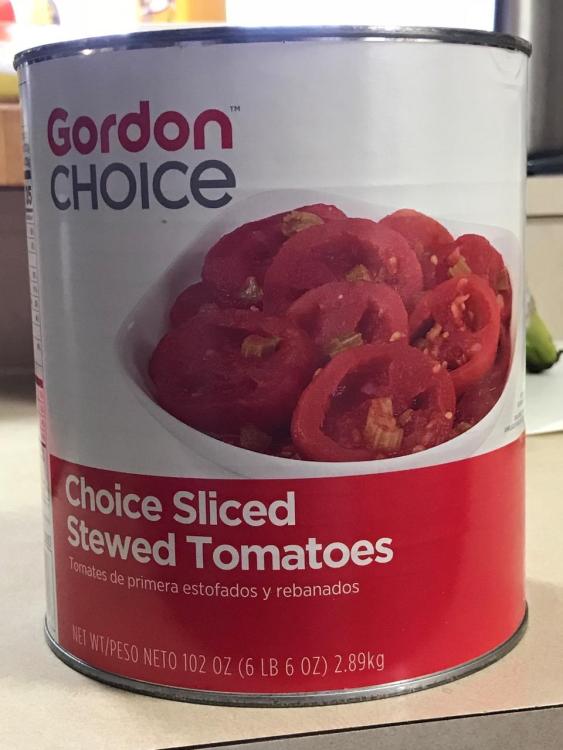 Gordon™
CHOICE
Choice Sliced
Stewed Tomatoes
Tomates de primera estofados y rebanados
NET WT/PESO NETO 102 OZ (6 LB 6 OZ) 2.89kg